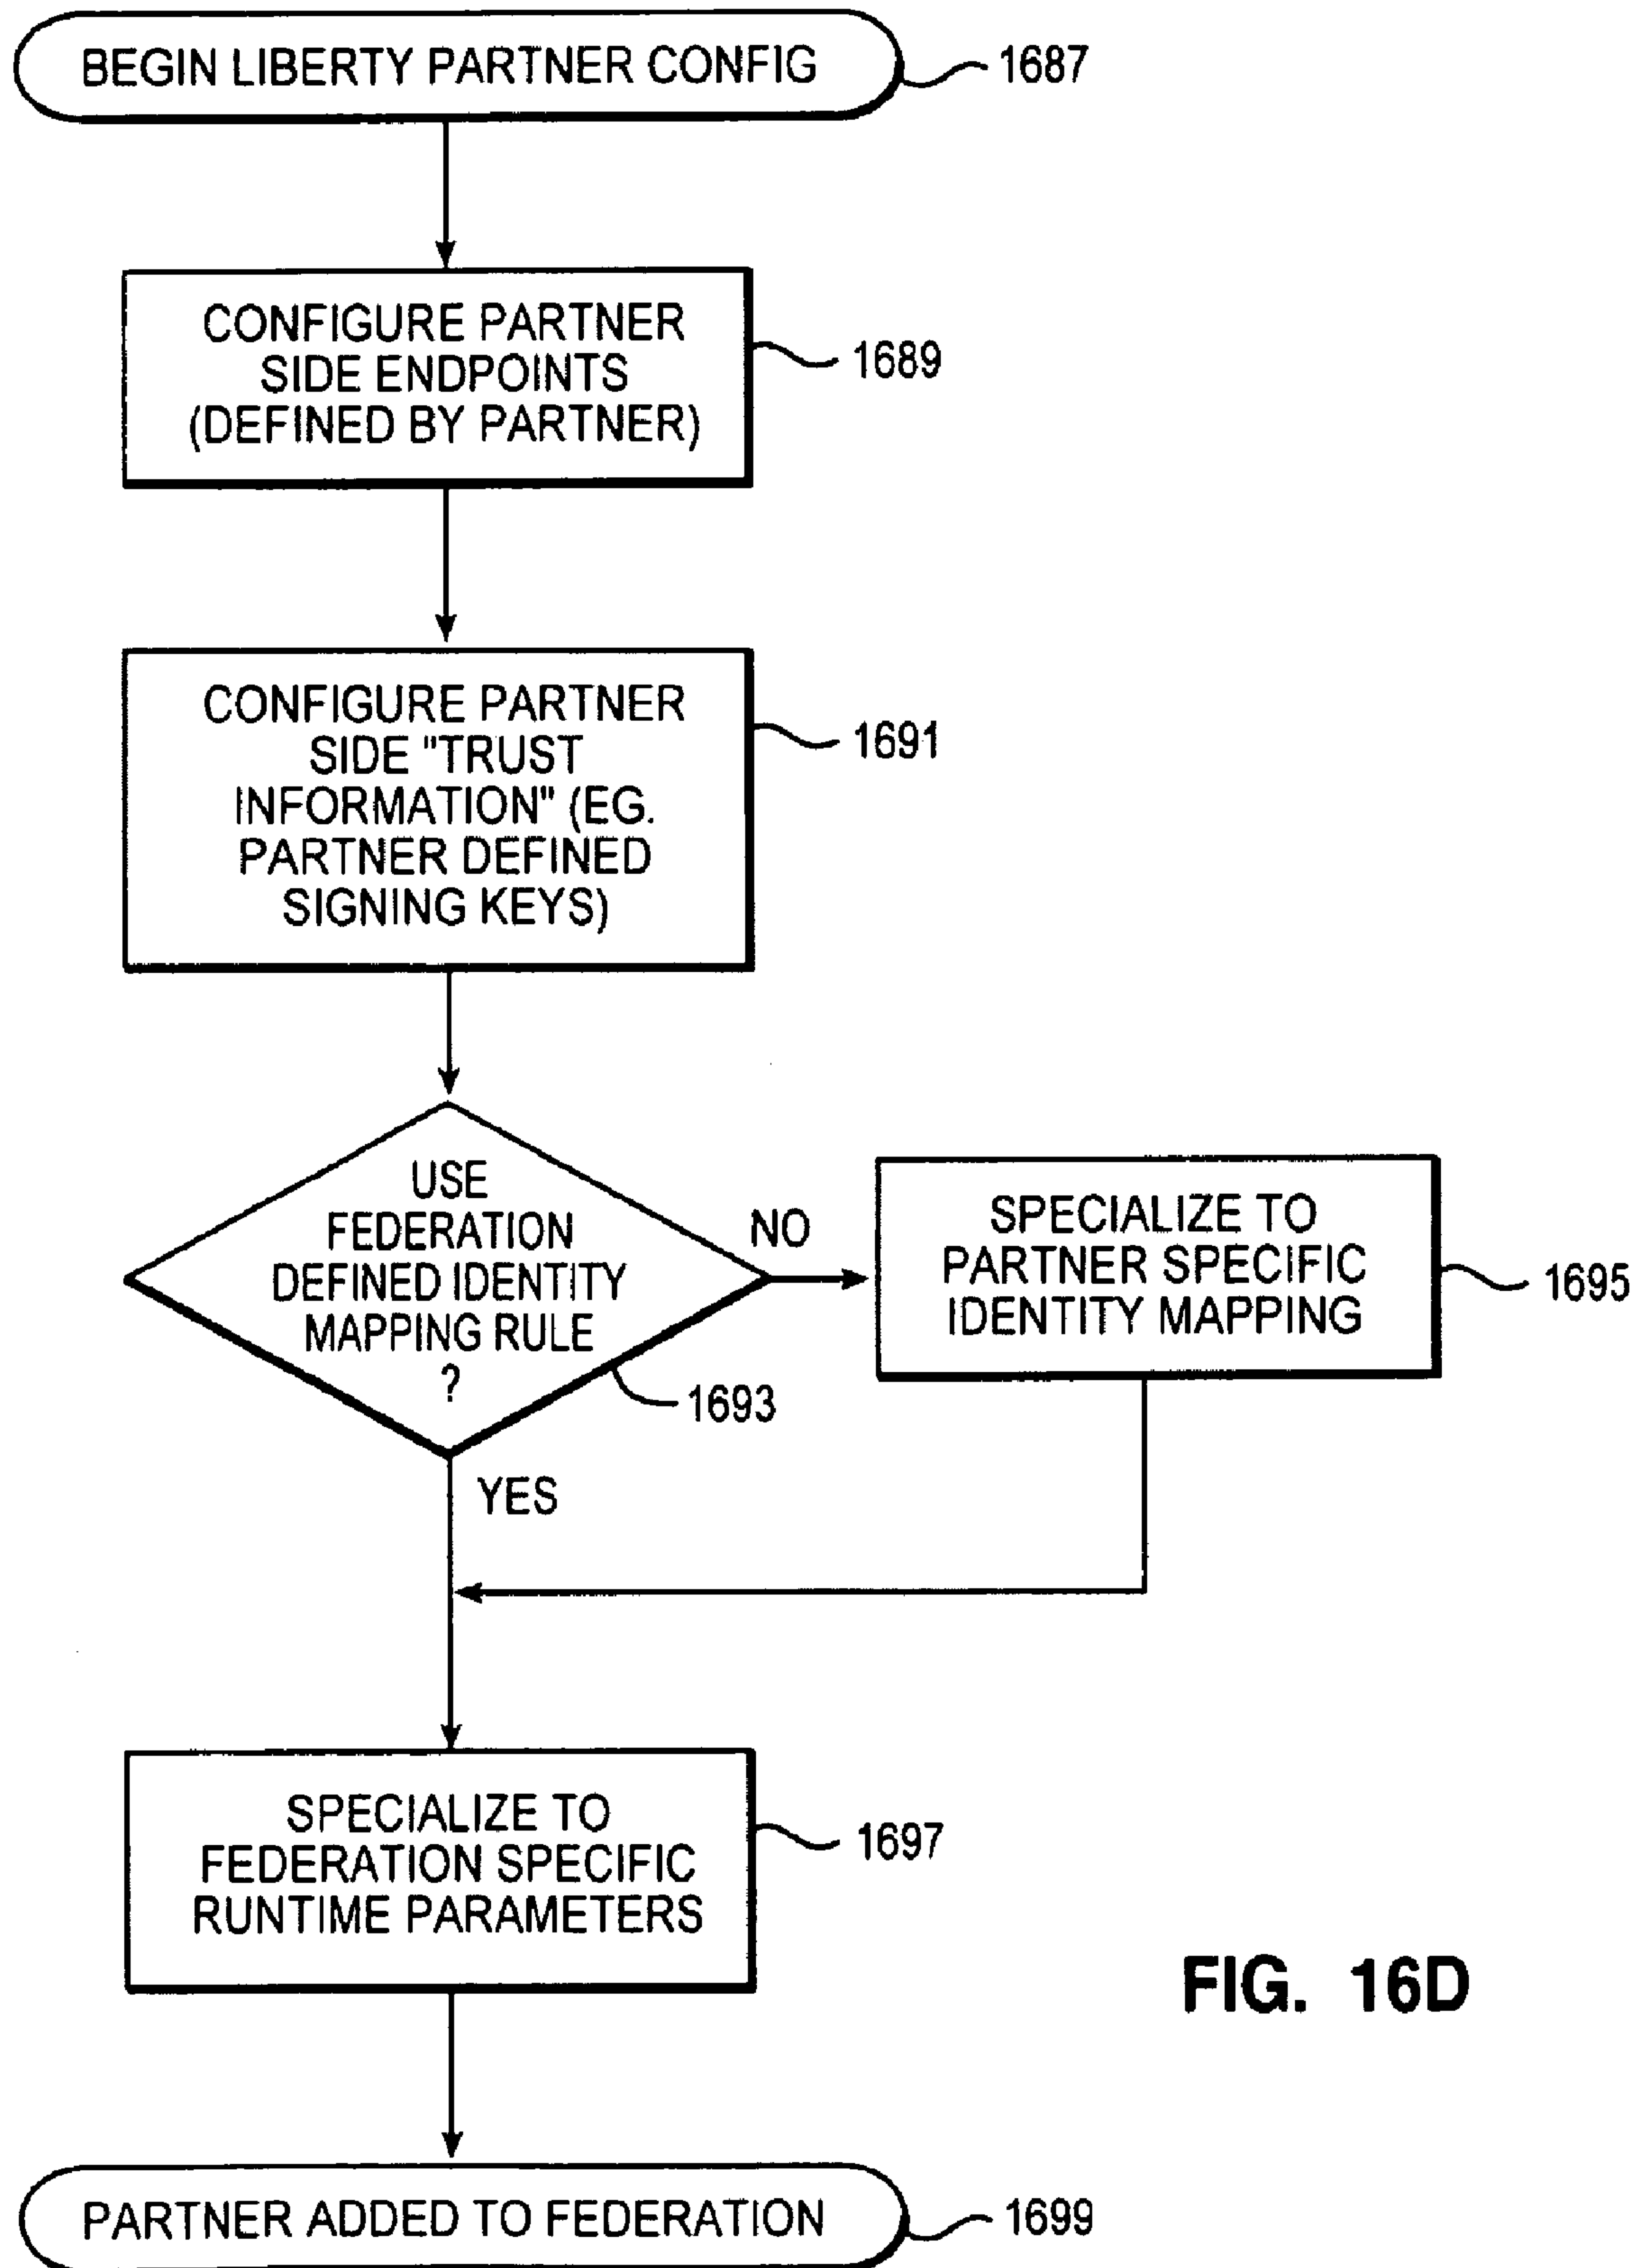 BEGIN LIBERTY PARTNER CONFIG
1687
CONFIGURE PARTNER
SIDE ENDPOINTS
(DEFINED BY PARTNER)
1689
CONFIGURE PARTNER
SIDE "TRUST
INFORMATION" (EG.
PARTNER DEFINED
SIGNING KEYS)
1691
USE
FEDERATION
DEFINED IDENTITY
MAPPING RULE
?
1693
NO
SPECIALIZE TO
PARTNER SPECIFIC
IDENTITY MAPPING
1695
YES
SPECIALIZE TO
FEDERATION SPECIFIC
RUNTIME PARAMETERS
1697
FIG. 16D
PARTNER ADDED TO FEDERATION
1699